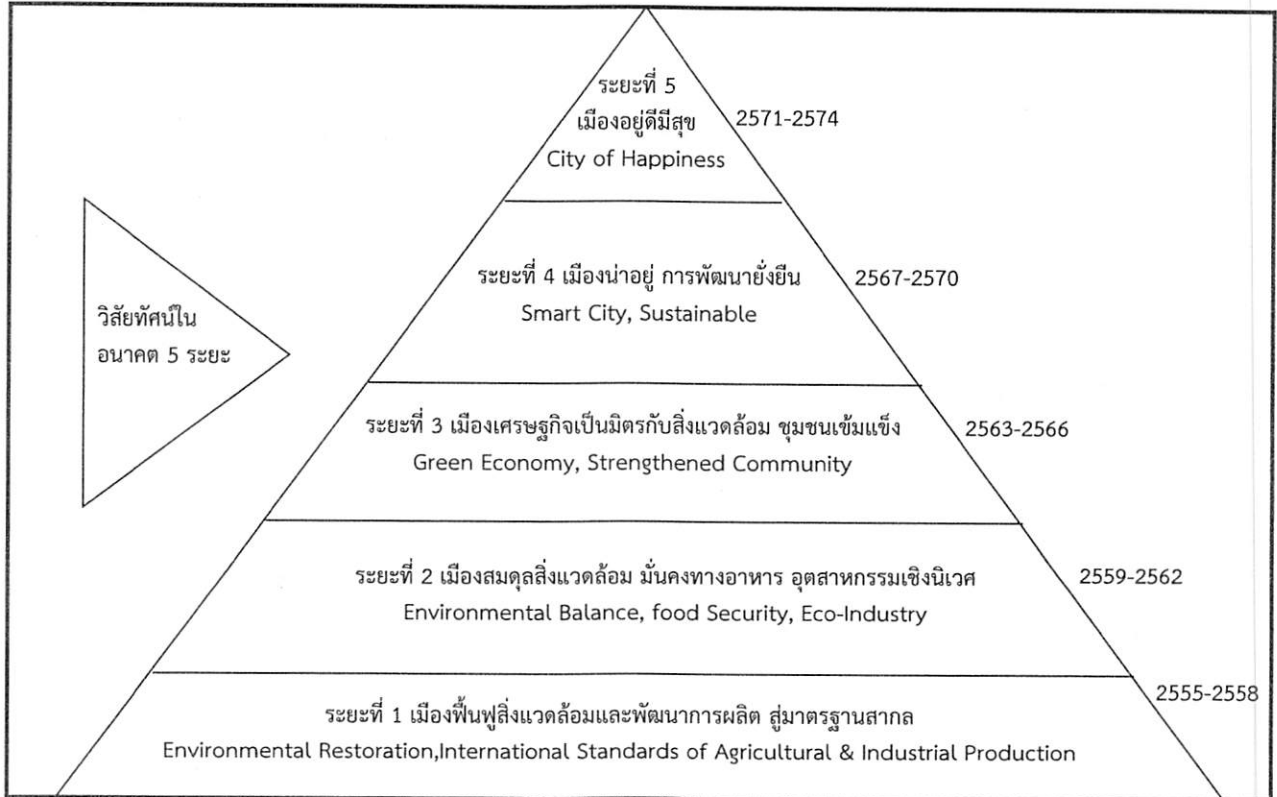 ระยะที่ 5
เมืองอยู่ดีมีสุข
City of Happiness
2571-2574
ระยะที่ 4 เมืองน่าอยู่ การพัฒนายั่งยืน
Smart City, Sustainable
2567-2570
วิสัยทัศน์ใน
อนาคต 5 ระยะ
ระยะที่ 3 เมืองเศรษฐกิจเป็นมิตรกับสิ่งแวดล้อม ชุมชนเข้มแข็ง
Green Economy, Strengthened Community
2563-2566
ระยะที่ 2 เมืองสมดุลสิ่งแวดล้อม มั่นคงทางอาหาร อุตสาหกรรมเชิงนิเวศ
Environmental Balance, food Security, Eco-Industry
2559-2562
ระยะที่ 1 เมืองฟื้นฟูสิ่งแวดล้อมและพัฒนาการผลิต สู่มาตรฐานสากล
Environmental Restoration,International Standards of Agricultural & Industrial Production
2555-2558